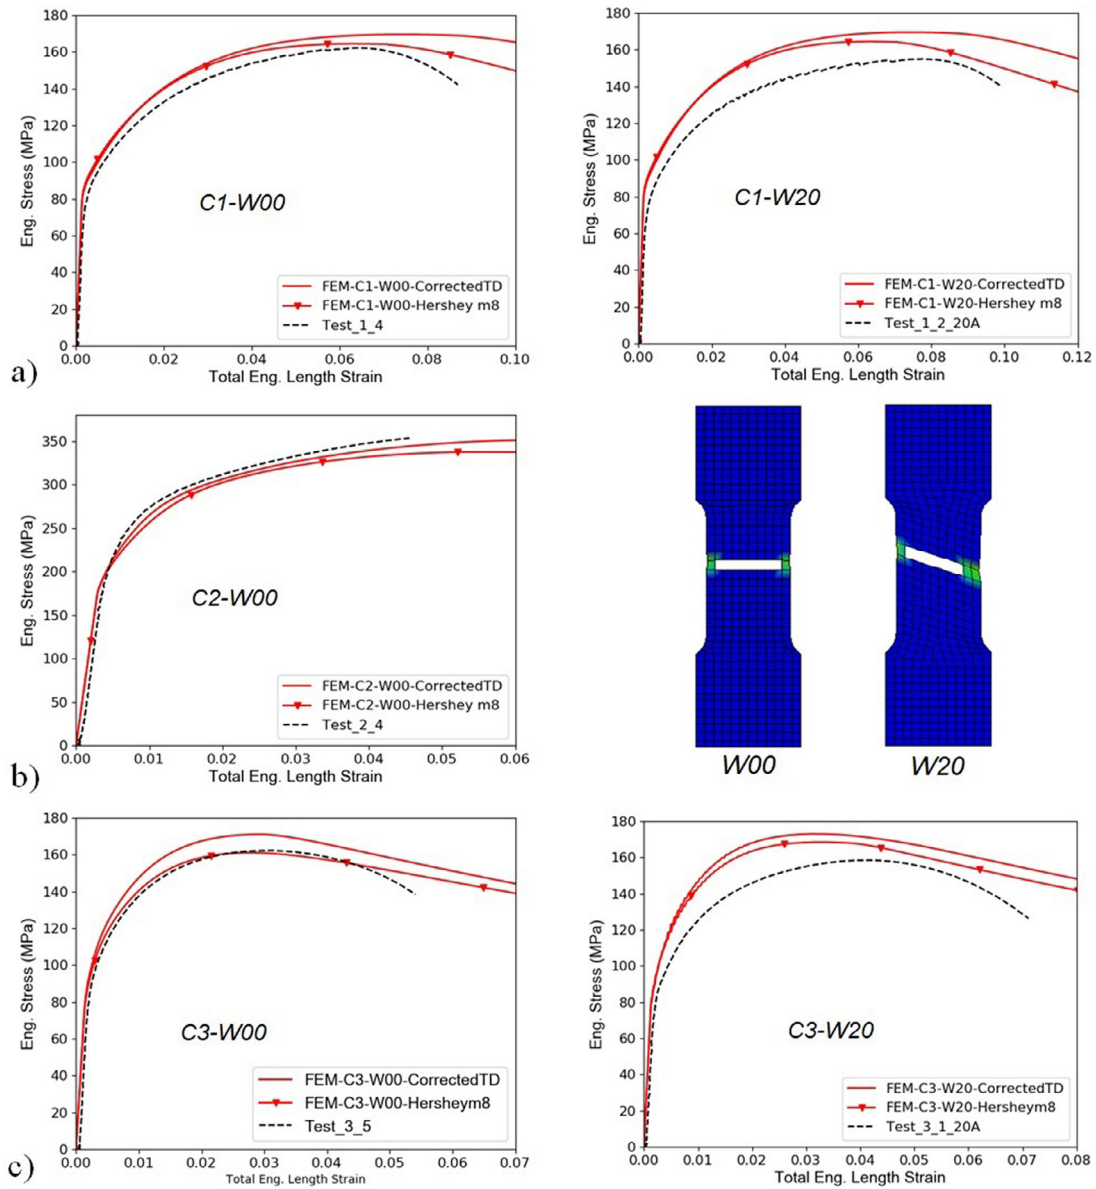 180
160
140
120
100
80
60
40
20
0
Eng. Stress (MPa)
C1-W00
FEM-C1-W00-CorrectedTD
FEM-C1-W00-Hershey m8
Test_1_4
0.00 0.02 0.04 0.06 0.08 0.10
Total Eng. Length Strain
a)
180
160
140
120
100
80
60
40
20
0
Eng. Stress (MPa)
C1-W20
FEM-C1-W20-CorrectedTD
FEM-C1-W20-Hershey m8
Test_1_2_20A
0.00 0.02 0.04 0.06 0.08 0.10 0.12
Total Eng. Length Strain
350
300
250
200
150
100
50
0
Eng. Stress (MPa)
C2-W00
FEM-C2-W00-CorrectedTD
FEM-C2-W00-Hershey m8
Test_2_4
0.00 0.01 0.02 0.03 0.04 0.05 0.06
Total Eng. Length Strain
b)
W00
W20
180
160
140
120
100
80
60
40
20
0
Eng. Stress (MPa)
C3-W00
FEM-C3-W00-CorrectedTD
FEM-C3-W00-Hersheym8
Test_3_5
0.00 0.01 0.02 0.03 0.04 0.05 0.06 0.07
Total Eng. Length Strain
c)
180
160
140
120
100
80
60
40
20
0
Eng. Stress (MPa)
C3-W20
FEM-C3-W20-CorrectedTD
FEM-C3-W20-Hersheym8
Test_3_1_20A
0.00 0.01 0.02 0.03 0.04 0.05 0.06 0.07 0.08
Total Eng. Length Strain